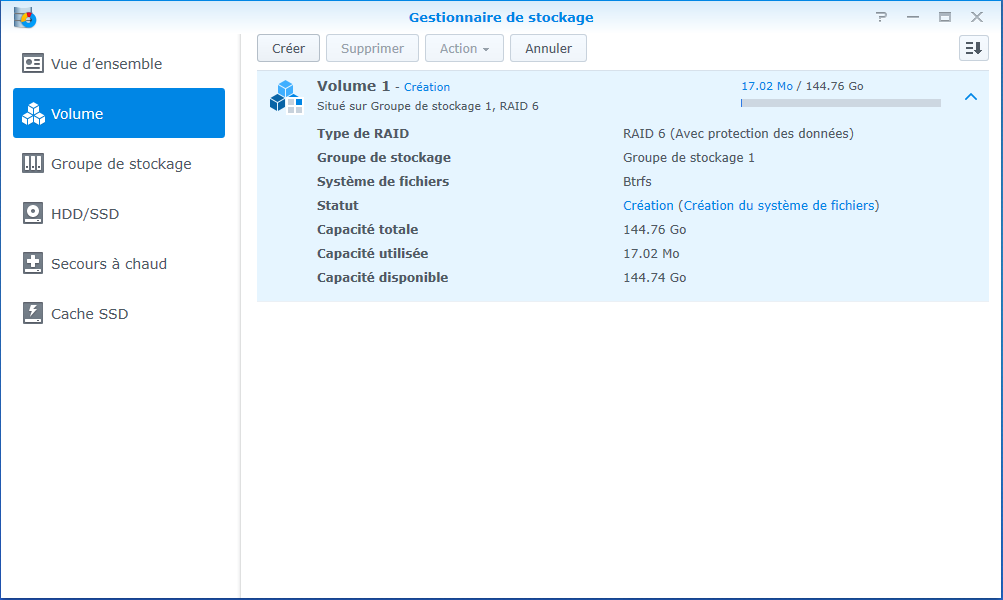 Gestionnaire de stockage
Vue d'ensemble
Volume
Groupe de stockage
HDD/SSD
Secours à chaud
Cache SSD
Créer Supprimer Action Annuler
Volume 1 - Création 17.02 Mo / 144.76 Go
Situé sur Groupe de stockage 1, RAID 6
Type de RAID RAID 6 (Avec protection des données)
Groupe de stockage Groupe de stockage 1
Système de fichiers Btrfs
Statut Création (Création du système de fichiers)
Capacité totale 144.76 Go
Capacité utilisée 17.02 Mo
Capacité disponible 144.74 Go